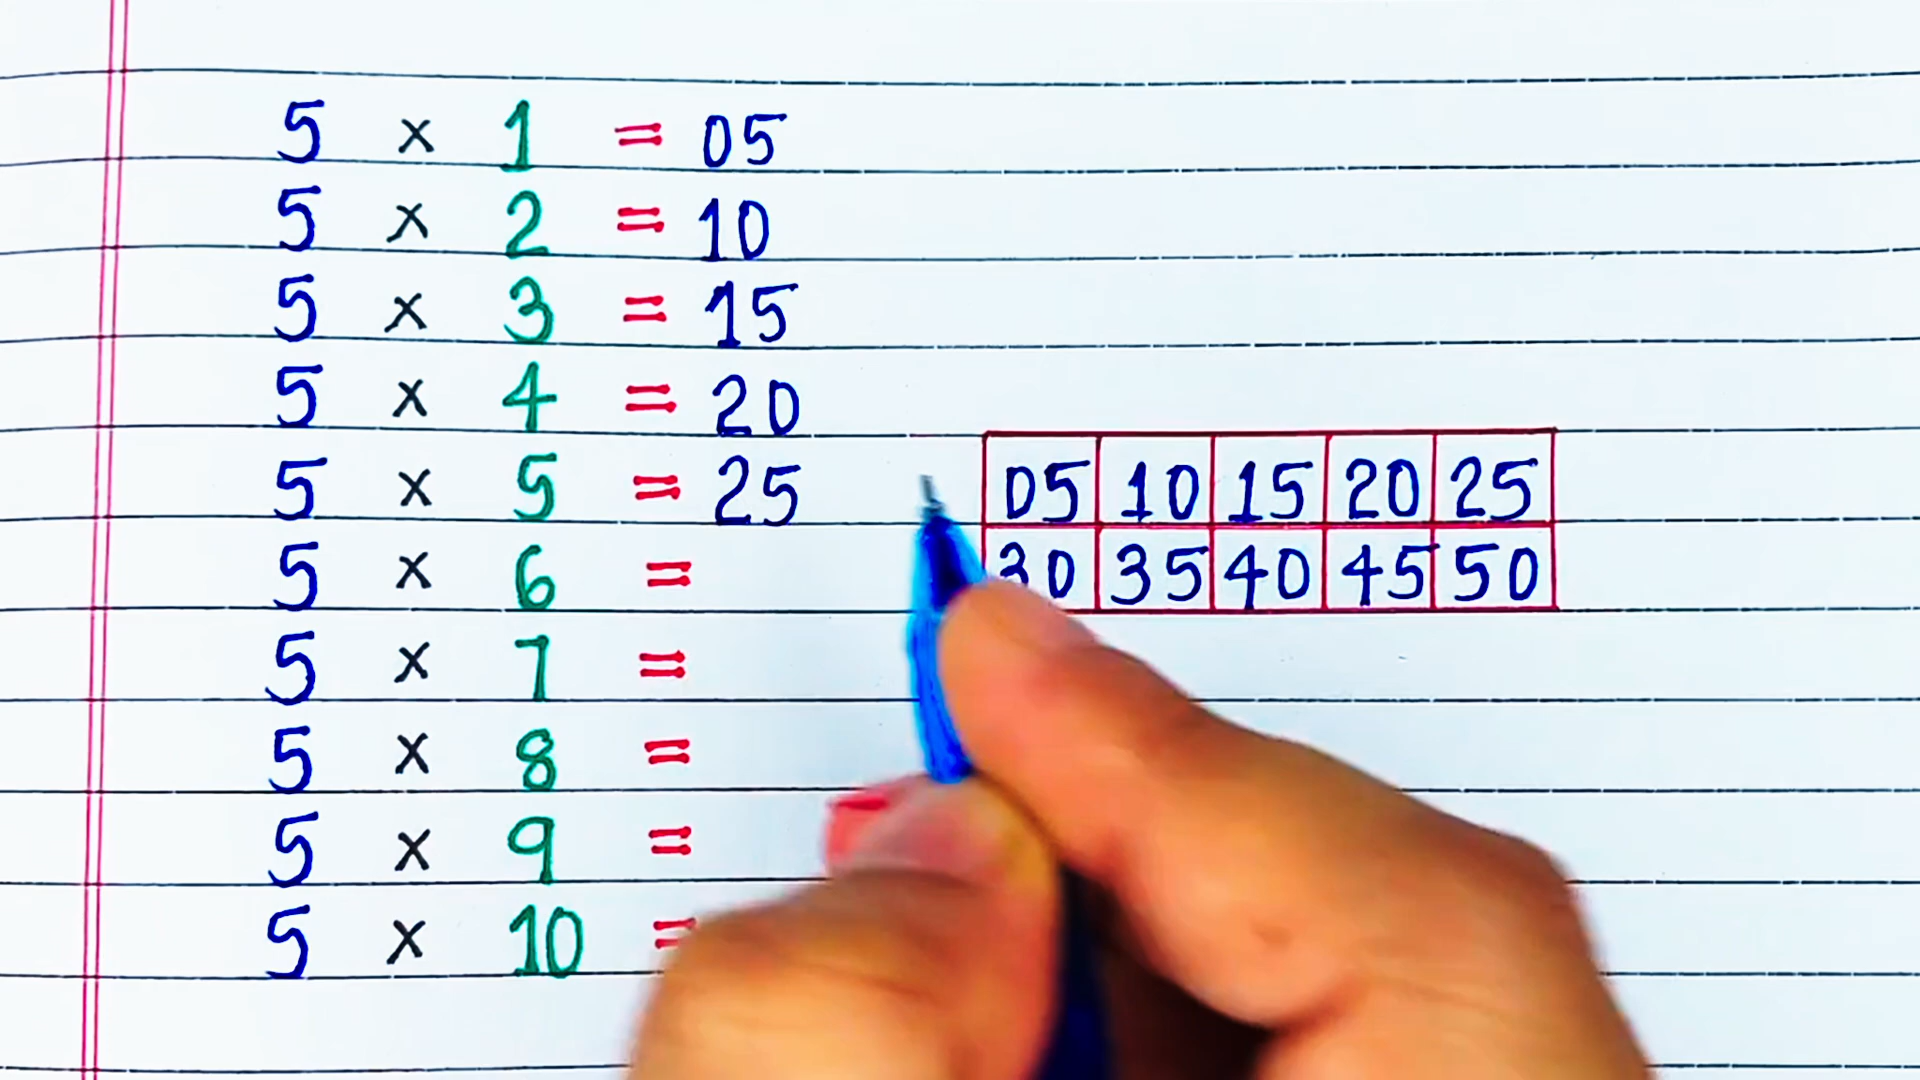 5 × 1 = 05
5 × 2 = 10
5 × 3 = 15
5 × 4 = 20
5 × 5 = 25
5 × 6 =
5 × 7 =
5 × 8 =
5 × 9 =
5 × 10 =
05 10 15 20 25
30 35 40 45 50